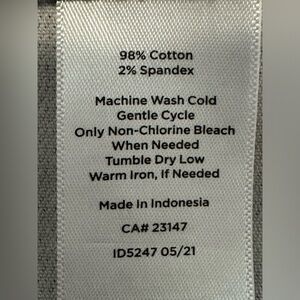 98% Cotton
2% Spandex
Machine Wash Cold
Gentle Cycle
Only Non-Chlorine Bleach
When Needed
Tumble Dry Low
Warm Iron, If Needed
Made in Indonesia
CA# 23147
ID5247 05/21